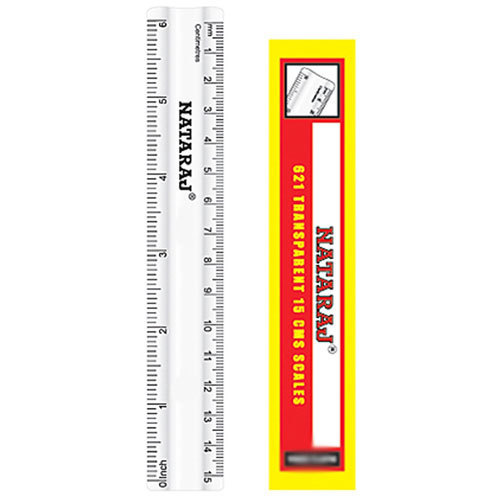 6
5
4
3
2
1
0 Inch
Centimetres
mm 1 2 3 4 5 6 7 8 9 10 11 12 13 14 15
NATARAJ®
NATARAJ®
621 TRANSPARENT 15 CMS SCALES